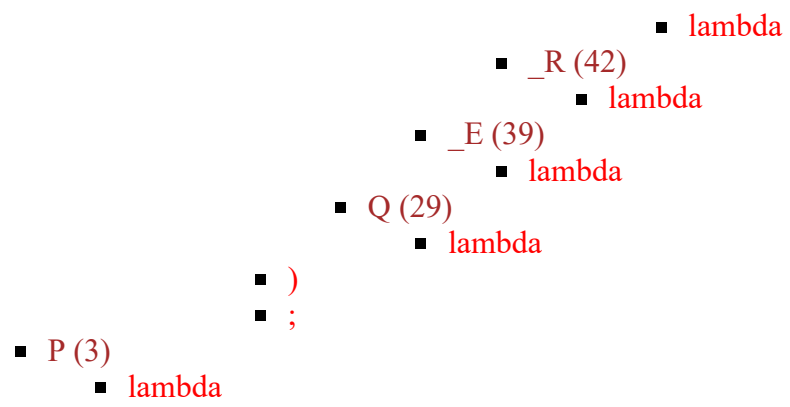 lambda
_R (42)
lambda
_E (39)
lambda
Q (29)
lambda
)
;
P (3)
lambda